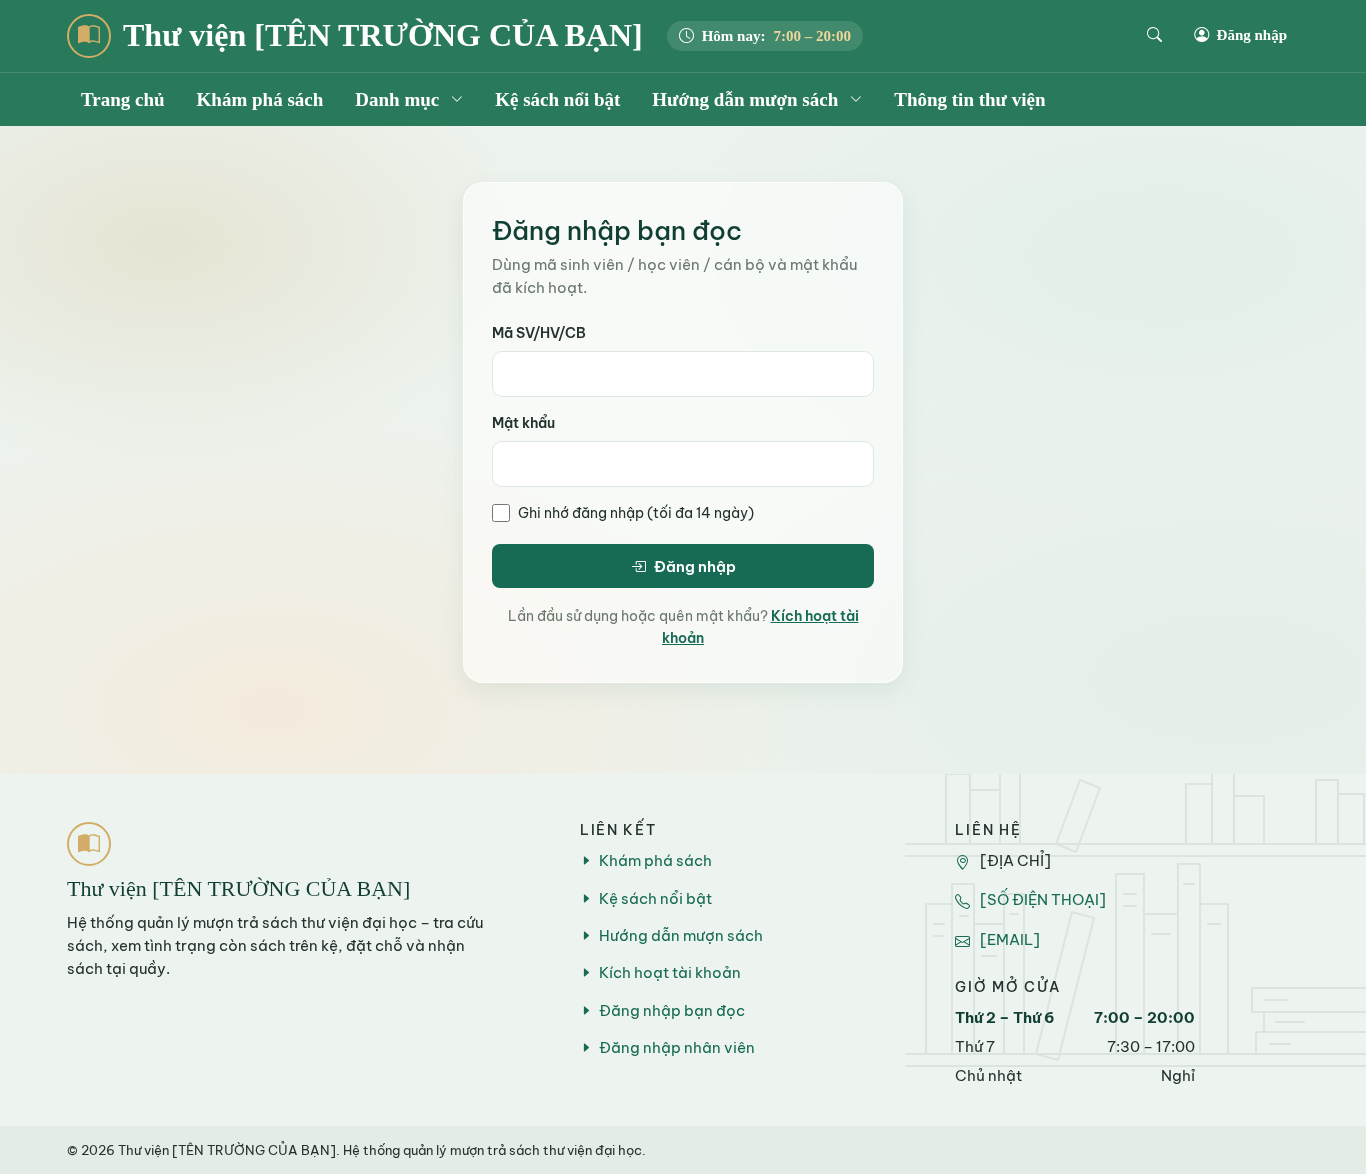 Thư viện [TÊN TRƯỜNG CỦA BẠN]
Hôm nay: 7:00 – 20:00
Đăng nhập
Trang chủ
Khám phá sách
Danh mục
Kệ sách nổi bật
Hướng dẫn mượn sách
Thông tin thư viện
Đăng nhập bạn đọc
Dùng mã sinh viên / học viên / cán bộ và mật khẩu
đã kích hoạt.
Mã SV/HV/CB
Mật khẩu
Ghi nhớ đăng nhập (tối đa 14 ngày)
Đăng nhập
Lần đầu sử dụng hoặc quên mật khẩu? Kích hoạt tài
khoản
Thư viện [TÊN TRƯỜNG CỦA BẠN]
Hệ thống quản lý mượn trả sách thư viện đại học – tra cứu
sách, xem tình trạng còn sách trên kệ, đặt chỗ và nhận
sách tại quầy.
LIÊN KẾT
Khám phá sách
Kệ sách nổi bật
Hướng dẫn mượn sách
Kích hoạt tài khoản
Đăng nhập bạn đọc
Đăng nhập nhân viên
LIÊN HỆ
[ĐỊA CHỈ]
[SỐ ĐIỆN THOẠI]
[EMAIL]
GIỜ MỞ CỬA
Thứ 2 – Thứ 6 7:00 – 20:00
Thứ 7 7:30 – 17:00
Chủ nhật Nghỉ
© 2026 Thư viện [TÊN TRƯỜNG CỦA BẠN]. Hệ thống quản lý mượn trả sách thư viện đại học.